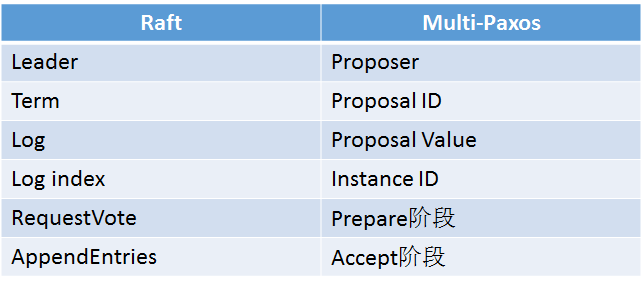 Raft Multi-Paxos
Leader Proposer
Term Proposal ID
Log Proposal Value
Log index Instance ID
RequestVote Prepare阶段
AppendEntries Accept阶段